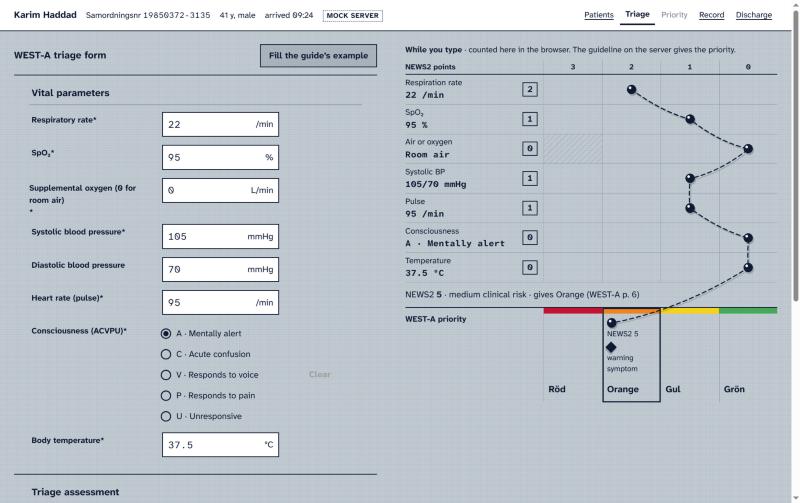 Karim Haddad Samordningsnr 19850372-3135 41 y, male arrived 09:24 MOCK SERVER Patients Triage Priority Record Discharge
WEST-A triage form
Fill the guide's example
Vital parameters
Respiratory rate*
22 /min
SpO₂*
95 %
Supplemental oxygen (0 for
room air)
*
0 L/min
Systolic blood pressure*
105 mmHg
Diastolic blood pressure
70 mmHg
Heart rate (pulse)*
95 /min
Consciousness (ACVPU)*
A · Mentally alert
C · Acute confusion
V · Responds to voice
Clear
P · Responds to pain
U · Unresponsive
Body temperature*
37.5 °C
Triage assessment
While you type · counted here in the browser. The guideline on the server gives the priority.
NEWS2 points 3 2 1 0
Respiration rate
22 /min
2
SpO₂
95 %
1
Air or oxygen
Room air
0
Systolic BP
105/70 mmHg
1
Pulse
95 /min
1
Consciousness
A · Mentally alert
0
Temperature
37.5 °C
0
NEWS2 5 · medium clinical risk · gives Orange (WEST-A p. 6)
WEST-A priority
NEWS2 5
warning
symptom
Röd Orange Gul Grön